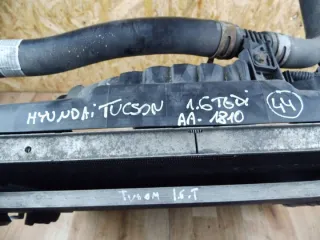 HYUNDAI TUCSON 1.6TGDi
AA-1810
44
TUCSON 1.6.T